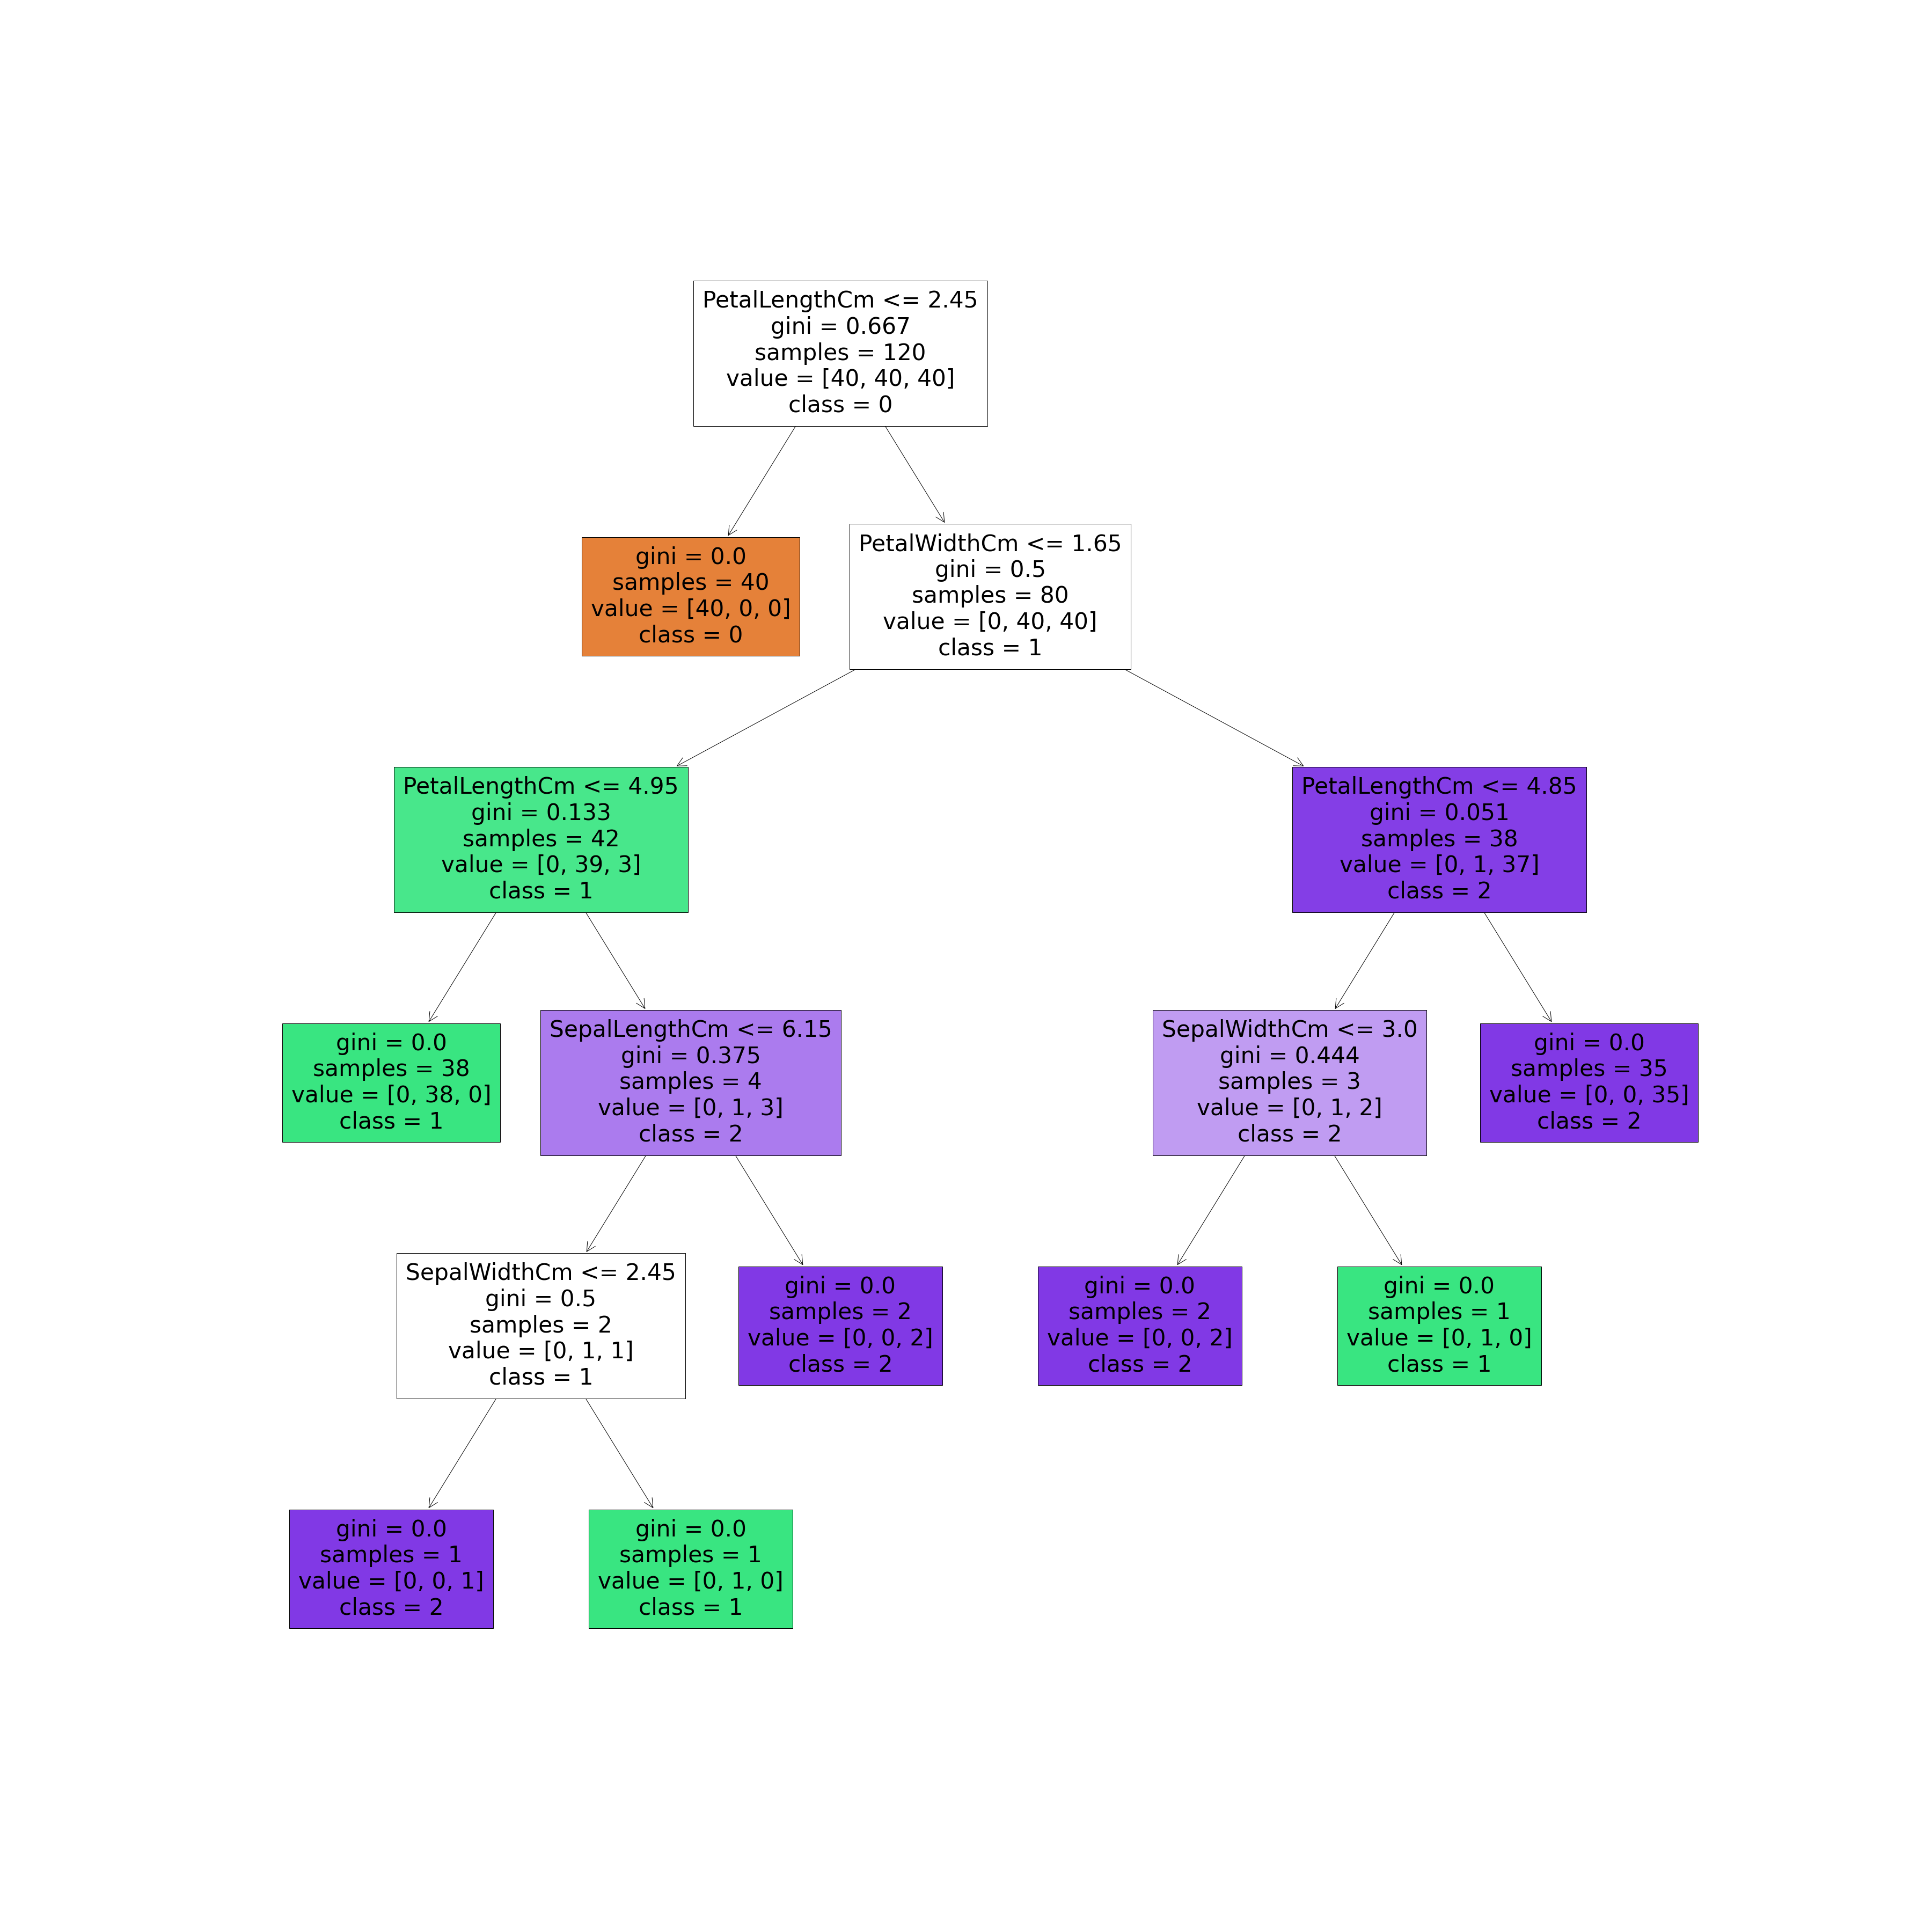 PetalLengthCm <= 2.45
gini = 0.667
samples = 120
value = [40, 40, 40]
class = 0
gini = 0.0
samples = 40
value = [40, 0, 0]
class = 0
PetalWidthCm <= 1.65
gini = 0.5
samples = 80
value = [0, 40, 40]
class = 1
PetalLengthCm <= 4.95
gini = 0.133
samples = 42
value = [0, 39, 3]
class = 1
PetalLengthCm <= 4.85
gini = 0.051
samples = 38
value = [0, 1, 37]
class = 2
gini = 0.0
samples = 38
value = [0, 38, 0]
class = 1
SepalLengthCm <= 6.15
gini = 0.375
samples = 4
value = [0, 1, 3]
class = 2
SepalWidthCm <= 3.0
gini = 0.444
samples = 3
value = [0, 1, 2]
class = 2
gini = 0.0
samples = 35
value = [0, 0, 35]
class = 2
SepalWidthCm <= 2.45
gini = 0.5
samples = 2
value = [0, 1, 1]
class = 1
gini = 0.0
samples = 2
value = [0, 0, 2]
class = 2
gini = 0.0
samples = 2
value = [0, 0, 2]
class = 2
gini = 0.0
samples = 1
value = [0, 1, 0]
class = 1
gini = 0.0
samples = 1
value = [0, 0, 1]
class = 2
gini = 0.0
samples = 1
value = [0, 1, 0]
class = 1